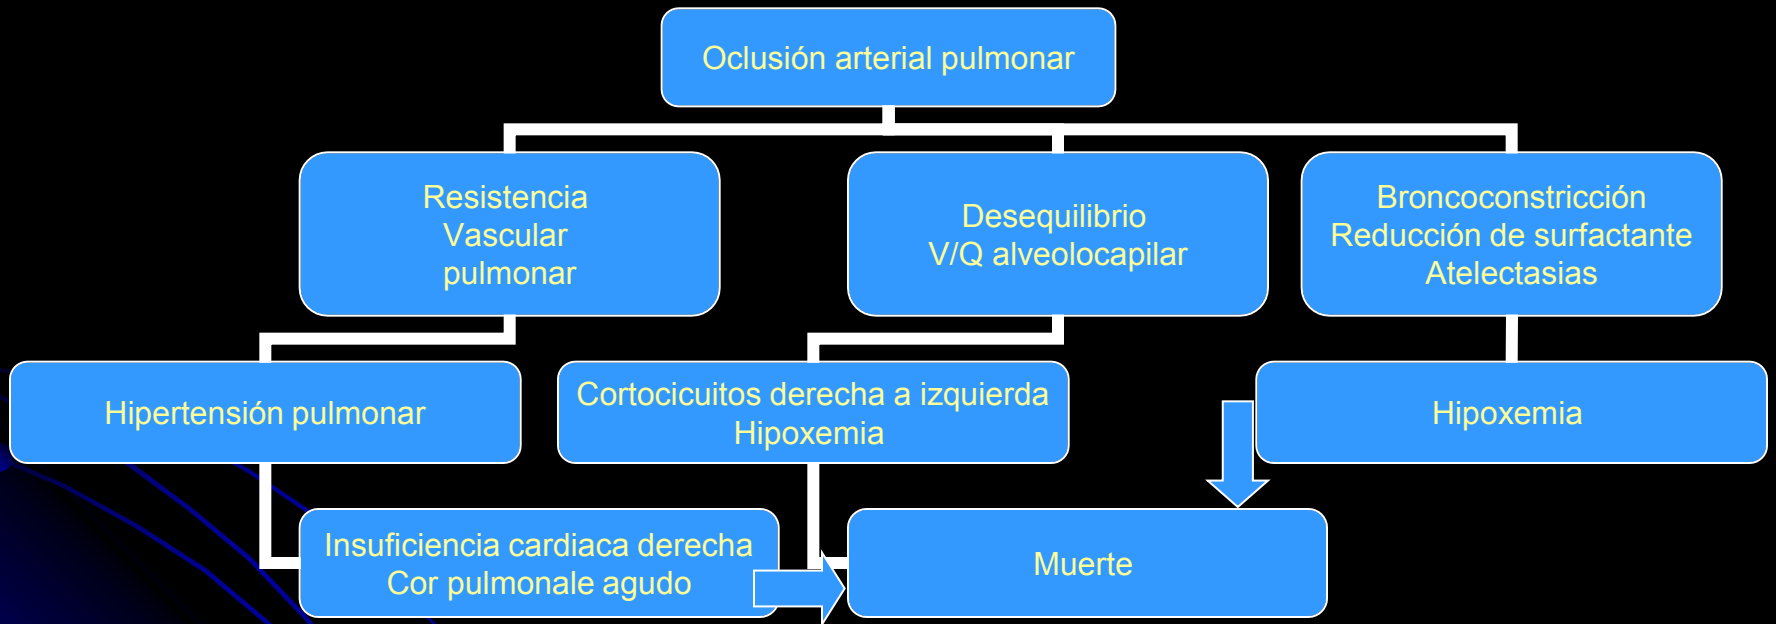 Oclusión arterial pulmonar
Resistencia
Vascular
pulmonar
Desequilibrio
V/Q alveolocapilar
Broncoconstricción
Reducción de surfactante
Atelectasias
Hipertensión pulmonar
Cortocicuitos derecha a izquierda
Hipoxemia
Hipoxemia
Insuficiencia cardiaca derecha
Cor pulmonale agudo
Muerte